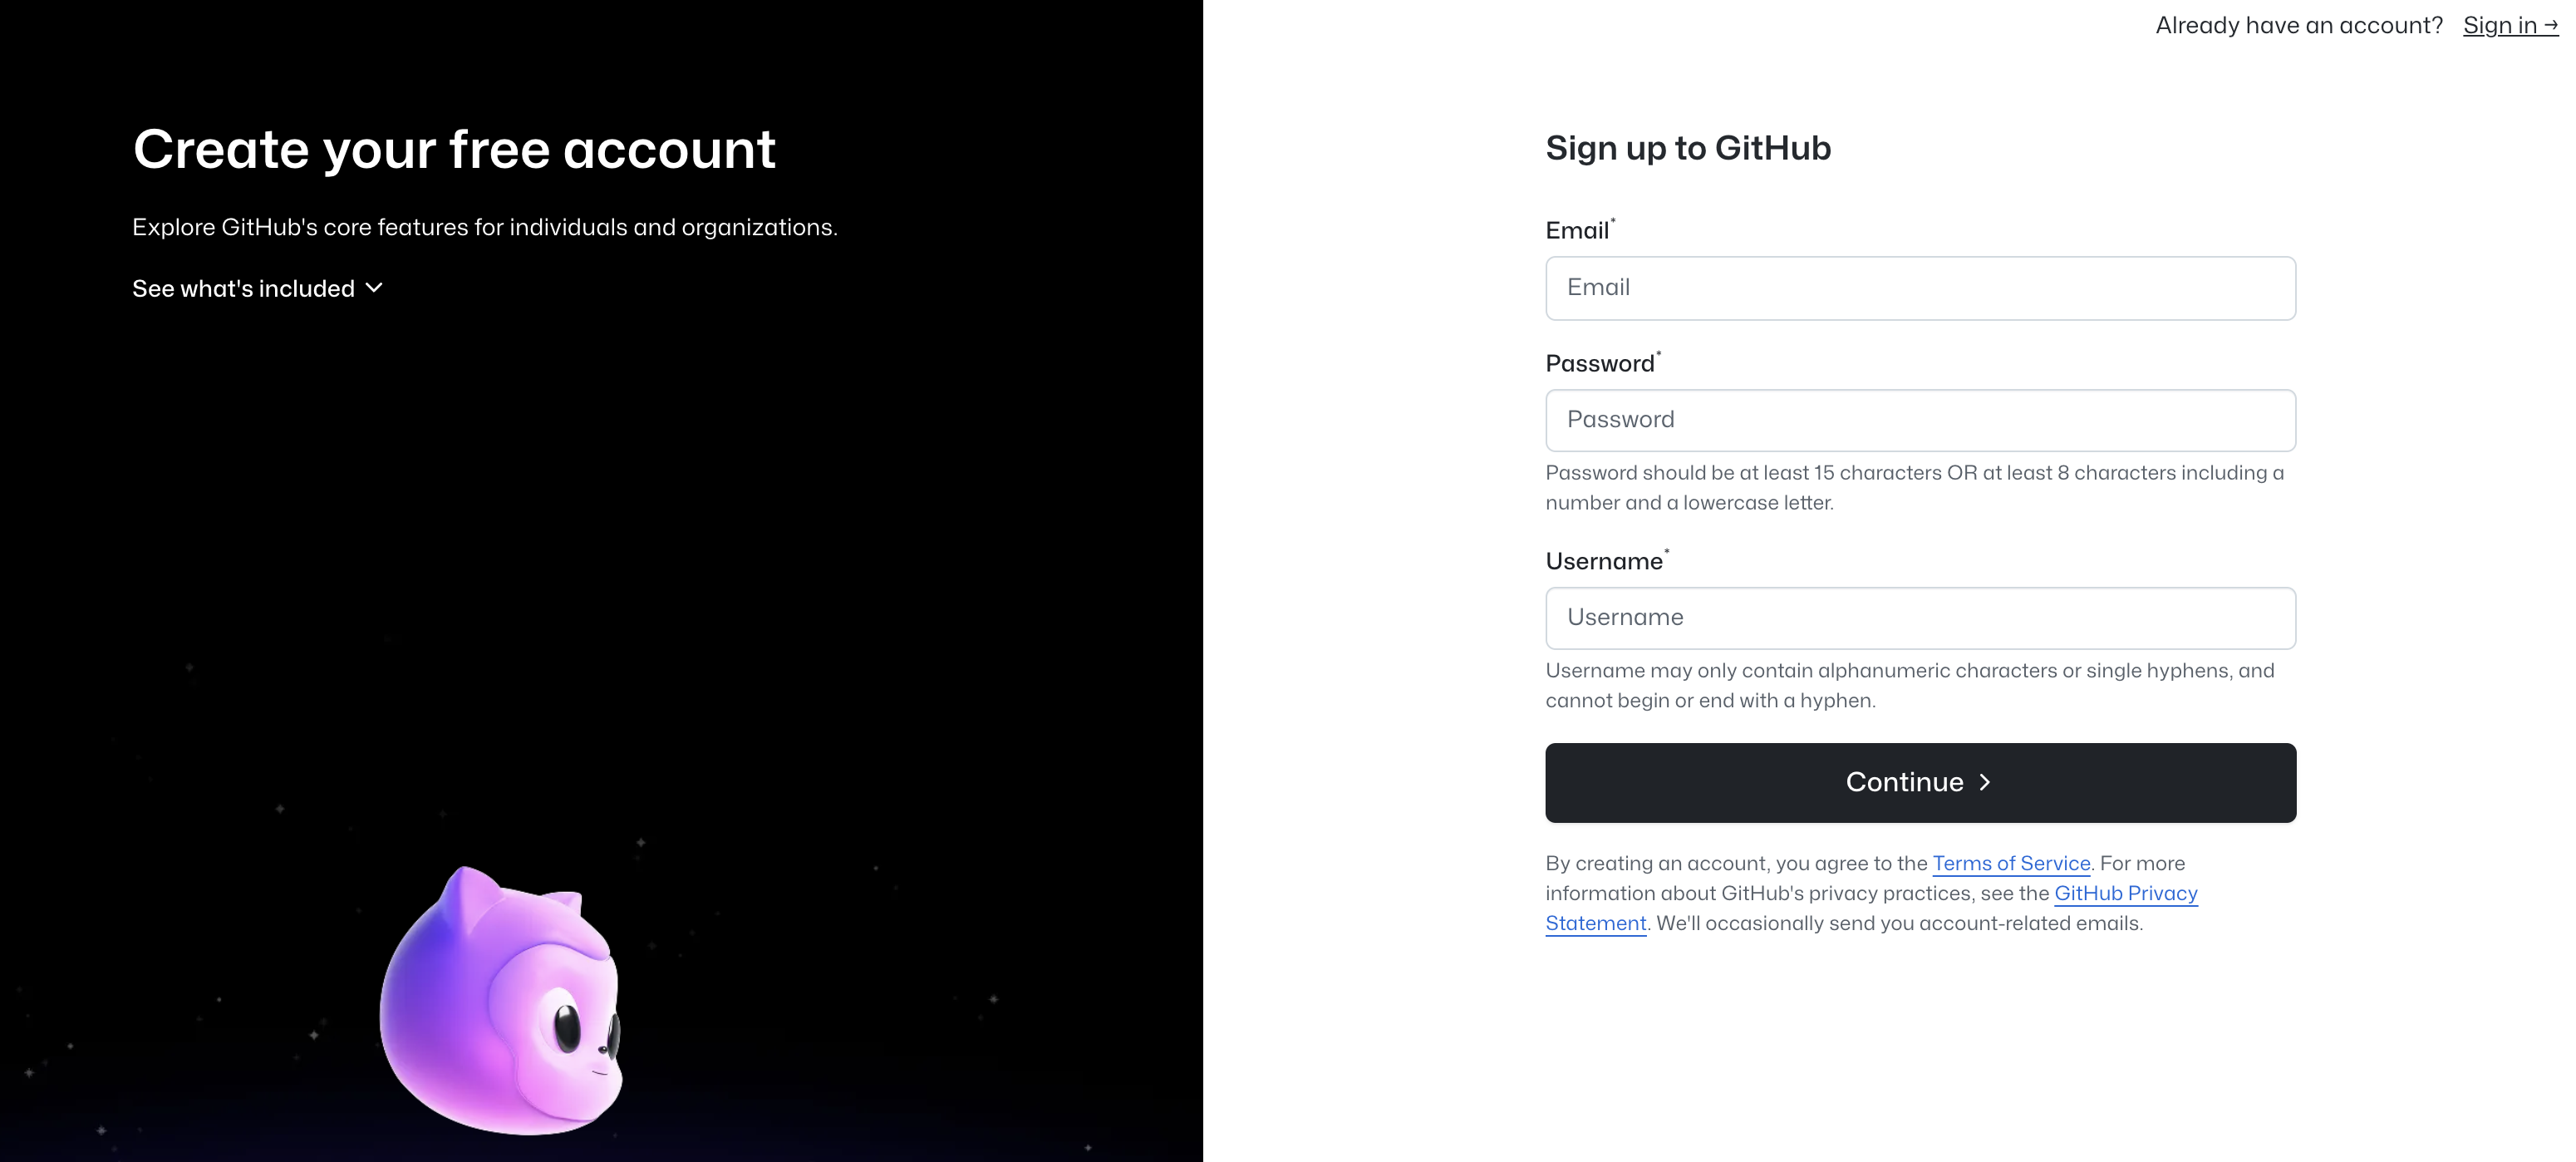 Already have an account? Sign in →
Create your free account
Explore GitHub's core features for individuals and organizations.
See what's included
Sign up to GitHub
Email*
Email
Password*
Password
Password should be at least 15 characters OR at least 8 characters including a
number and a lowercase letter.
Username*
Username
Username may only contain alphanumeric characters or single hyphens, and
cannot begin or end with a hyphen.
Continue
By creating an account, you agree to the Terms of Service. For more
information about GitHub's privacy practices, see the GitHub Privacy
Statement. We'll occasionally send you account-related emails.